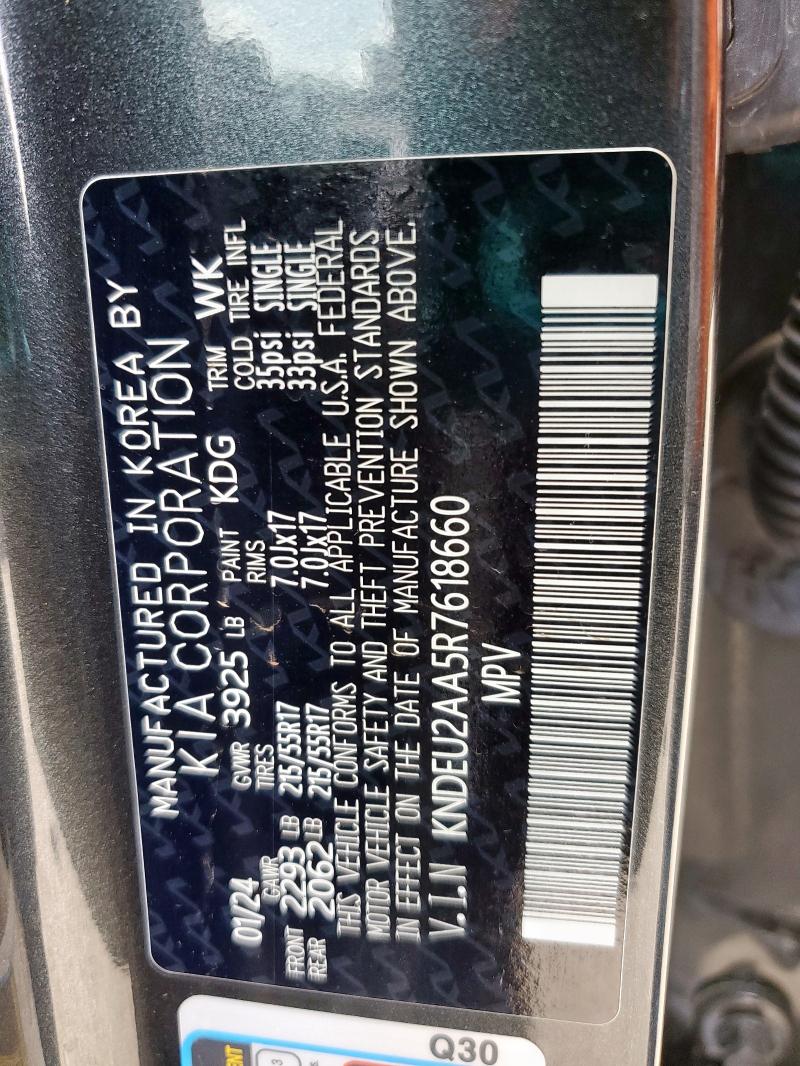 MANUFACTURED IN KOREA BY
KIA CORPORATION
01/24 GVWR 3925 LB PAINT KDG TRIM WK
GAWR TIRES RIMS COLD TIRE INFL
FRONT 2293 LB 215/55R17 7.0Jx17 35psi SINGLE
REAR 2062 LB 215/55R17 7.0Jx17 33psi SINGLE
THIS VEHICLE CONFORMS TO ALL APPLICABLE U.S.A. FEDERAL
MOTOR VEHICLE SAFETY AND THEFT PREVENTION STANDARDS
IN EFFECT ON THE DATE OF MANUFACTURE SHOWN ABOVE.
V.I.N KNDEU2AA5R7618660
MPV
Q30